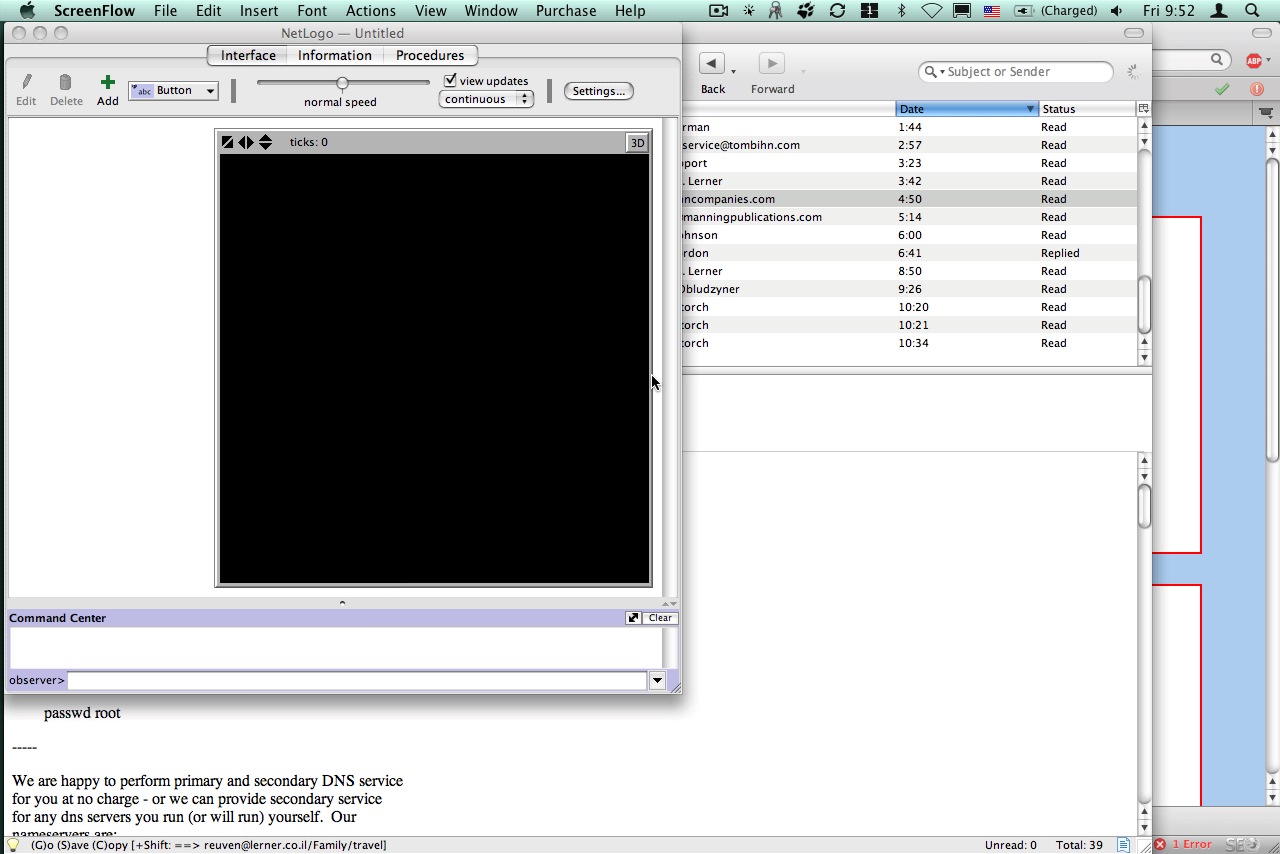 ScreenFlow File Edit Insert Font Actions View Window Purchase Help 1 (Charged) Fri 9:52
NetLogo — Untitled
Interface Information Procedures
Edit Delete Add abc Button normal speed view updates continuous Settings...
ticks: 0 3D
Command Center Clear
observer>
Back Forward Subject or Sender
ABP
Date Status
rman 1:44 Read
service@tombihn.com 2:57 Read
port 3:23 Read
. Lerner 3:42 Read
incompanies.com 4:50 Read
manningpublications.com 5:14 Read
hnson 6:00 Read
rdon 6:41 Replied
. Lerner 8:50 Read
Obludzyner 9:26 Read
torch 10:20 Read
torch 10:21 Read
torch 10:34 Read
passwd root
-----
We are happy to perform primary and secondary DNS service
for you at no charge - or we can provide secondary service
for any dns servers you run (or will run) yourself. Our
nameservers are:
(G)o (S)ave (C)opy [+Shift: ==> reuven@lerner.co.il/Family/travel] Unread: 0 Total: 39
1 Error